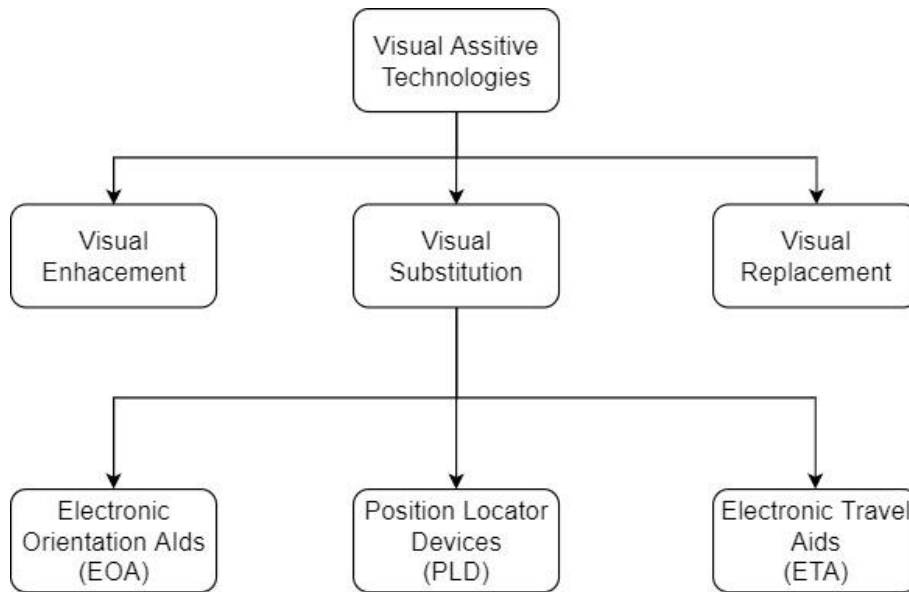 Visual Assitive
Technologies
Visual
Enhacement
Visual
Substitution
Visual
Replacement
Electronic
Orientation AIds
(EOA)
Position Locator
Devices
(PLD)
Electronic Travel
Aids
(ETA)